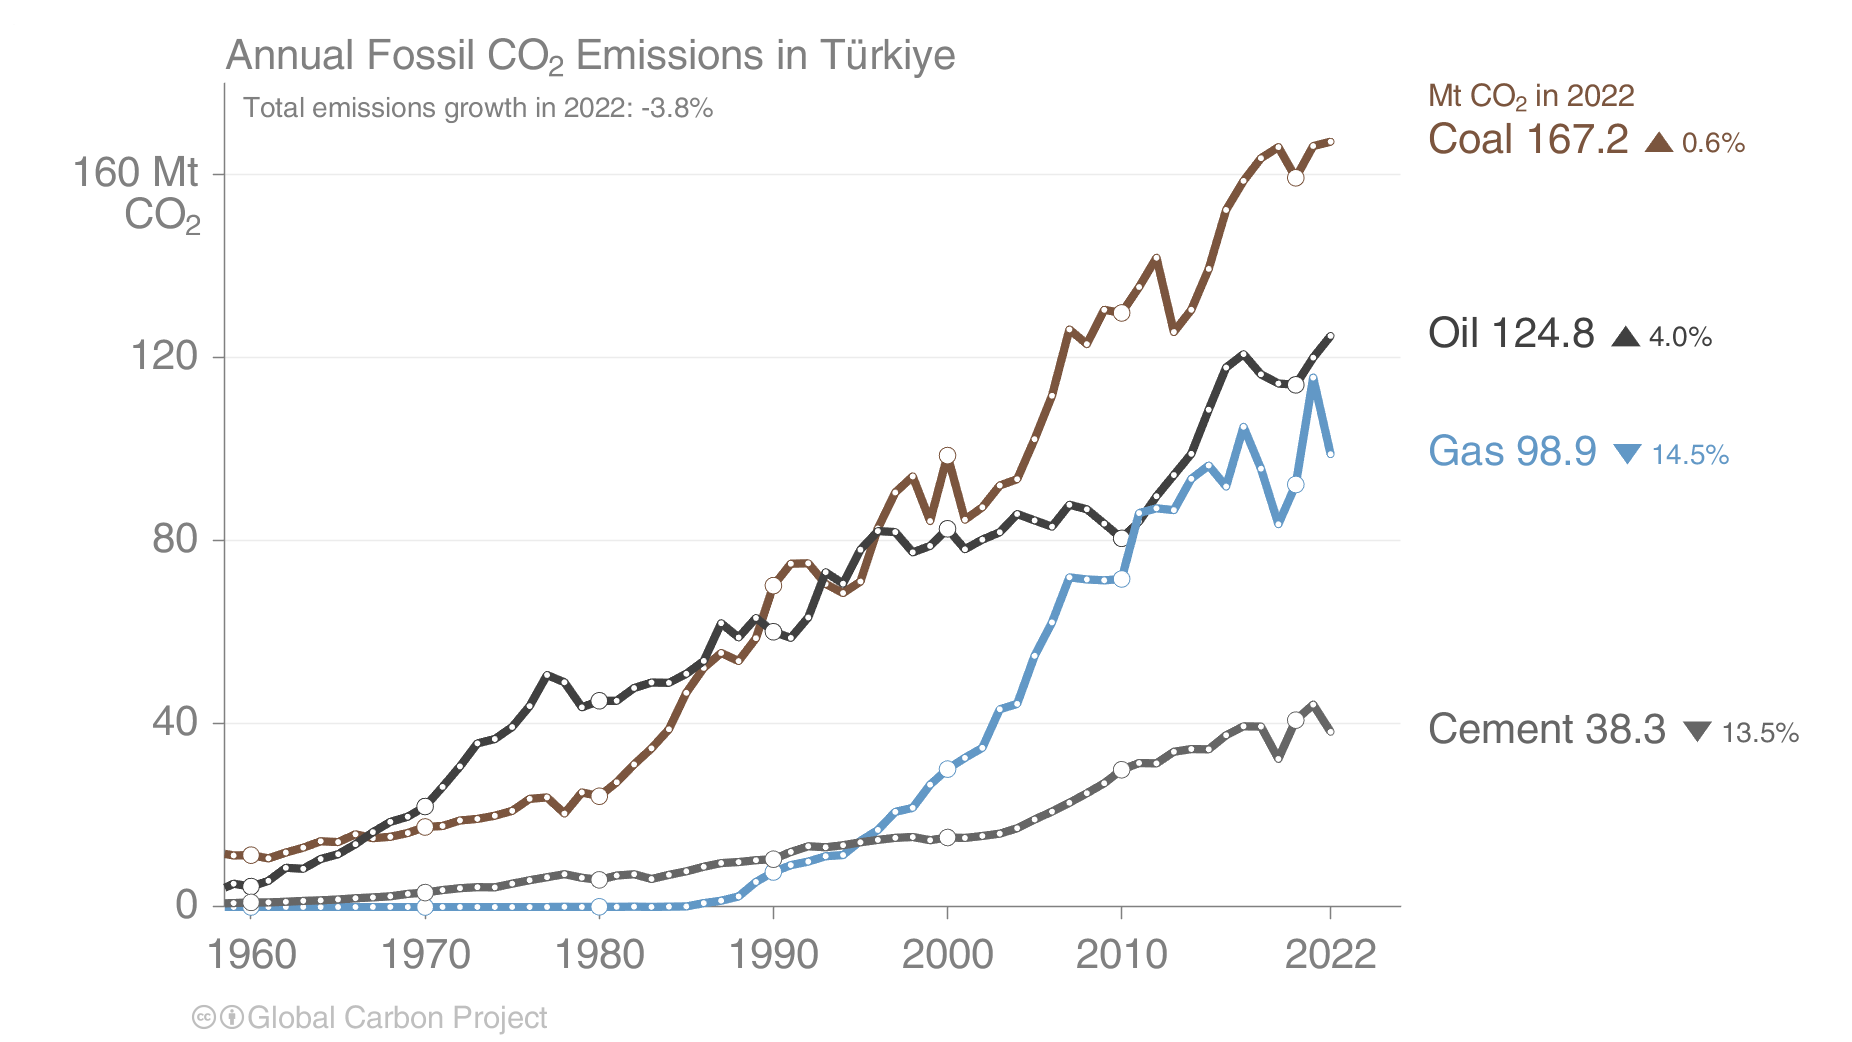 Annual Fossil CO₂ Emissions in Türkiye
Total emissions growth in 2022: -3.8%
160 Mt
CO₂
120
80
40
0
1960 1970 1980 1990 2000 2010 2022
Mt CO₂ in 2022
Coal 167.2 ▲ 0.6%
Oil 124.8 ▲ 4.0%
Gas 98.9 ▼ 14.5%
Cement 38.3 ▼ 13.5%
cc Global Carbon Project